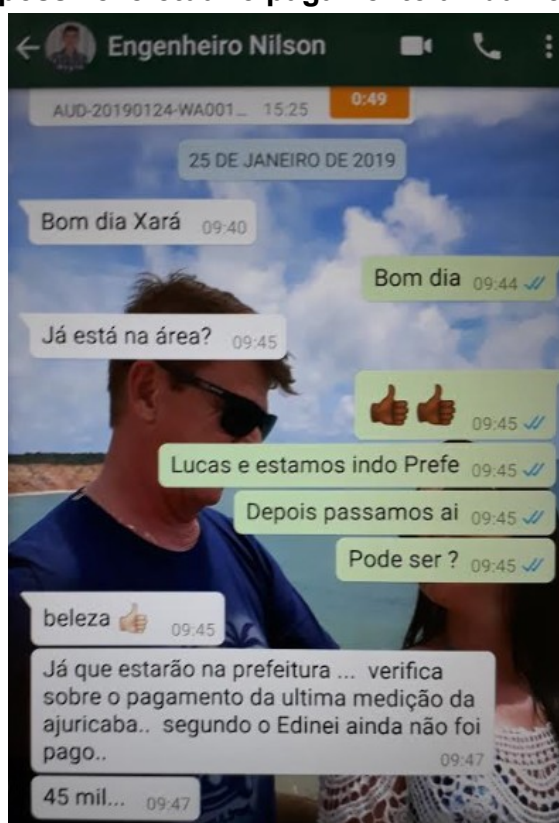 Engenheiro Nilson
AUD-20190124-WA001... 15:25
0:49
25 DE JANEIRO DE 2019
Bom dia Xará 09:40
Bom dia 09:44
Já está na área? 09:45
09:45
Lucas e estamos indo Prefe 09:45
Depois passamos ai 09:45
Pode ser ? 09:45
beleza 👍🏼 09:45
Já que estarão na prefeitura ... verifica
sobre o pagamento da ultima medição da
ajuricaba.. segundo o Edinei ainda não foi
pago.. 09:47
45 mil... 09:47